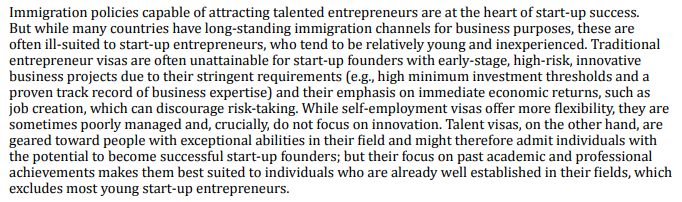 Immigration policies capable of attracting talented entrepreneurs are at the heart of start-up success.
But while many countries have long-standing immigration channels for business purposes, these are
often ill-suited to start-up entrepreneurs, who tend to be relatively young and inexperienced. Traditional
entrepreneur visas are often unattainable for start-up founders with early-stage, high-risk, innovative
business projects due to their stringent requirements (e.g., high minimum investment thresholds and a
proven track record of business expertise) and their emphasis on immediate economic returns, such as
job creation, which can discourage risk-taking. While self-employment visas offer more flexibility, they are
sometimes poorly managed and, crucially, do not focus on innovation. Talent visas, on the other hand, are
geared toward people with exceptional abilities in their field and might therefore admit individuals with
the potential to become successful start-up founders; but their focus on past academic and professional
achievements makes them best suited to individuals who are already well established in their fields, which
excludes most young start-up entrepreneurs.